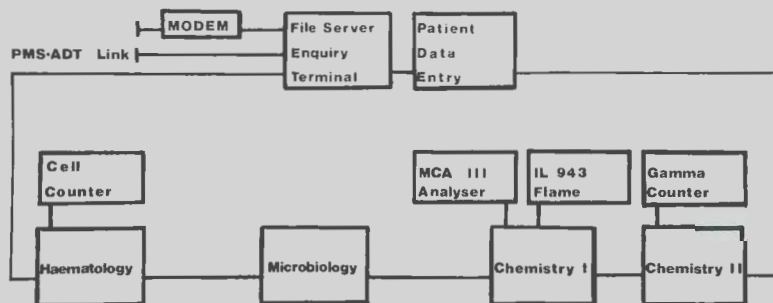 MODEM
PMS·ADT Link
File Server
Enquiry
Terminal
Patient
Data
Entry
Cell
Counter
MCA III
Analyser
IL 943
Flame
Gamma
Counter
Haematology
Microbiology
Chemistry I
Chemistry II